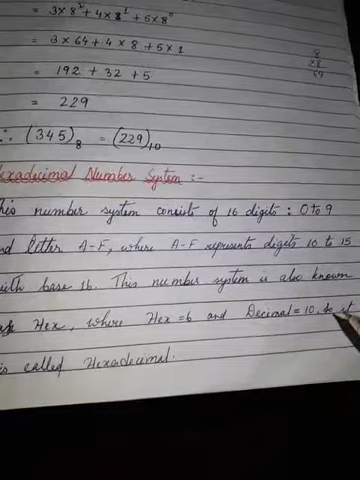 = 3×8² + 4×8¹ + 5×8⁰
= 3×64 + 4×8 + 5×1
8
×8
64
= 192 + 32 + 5
= 229
∴ (345)₈ = (229)₁₀
Hexadecimal Number System :-
This number system consists of 16 digits : 0 to 9
and letter A-F, where A-F represents digits 10 to 15
with base 16. This number system is also known
as Hex, where Hex = 6 and Decimal = 10, so it
is called Hexadecimal.